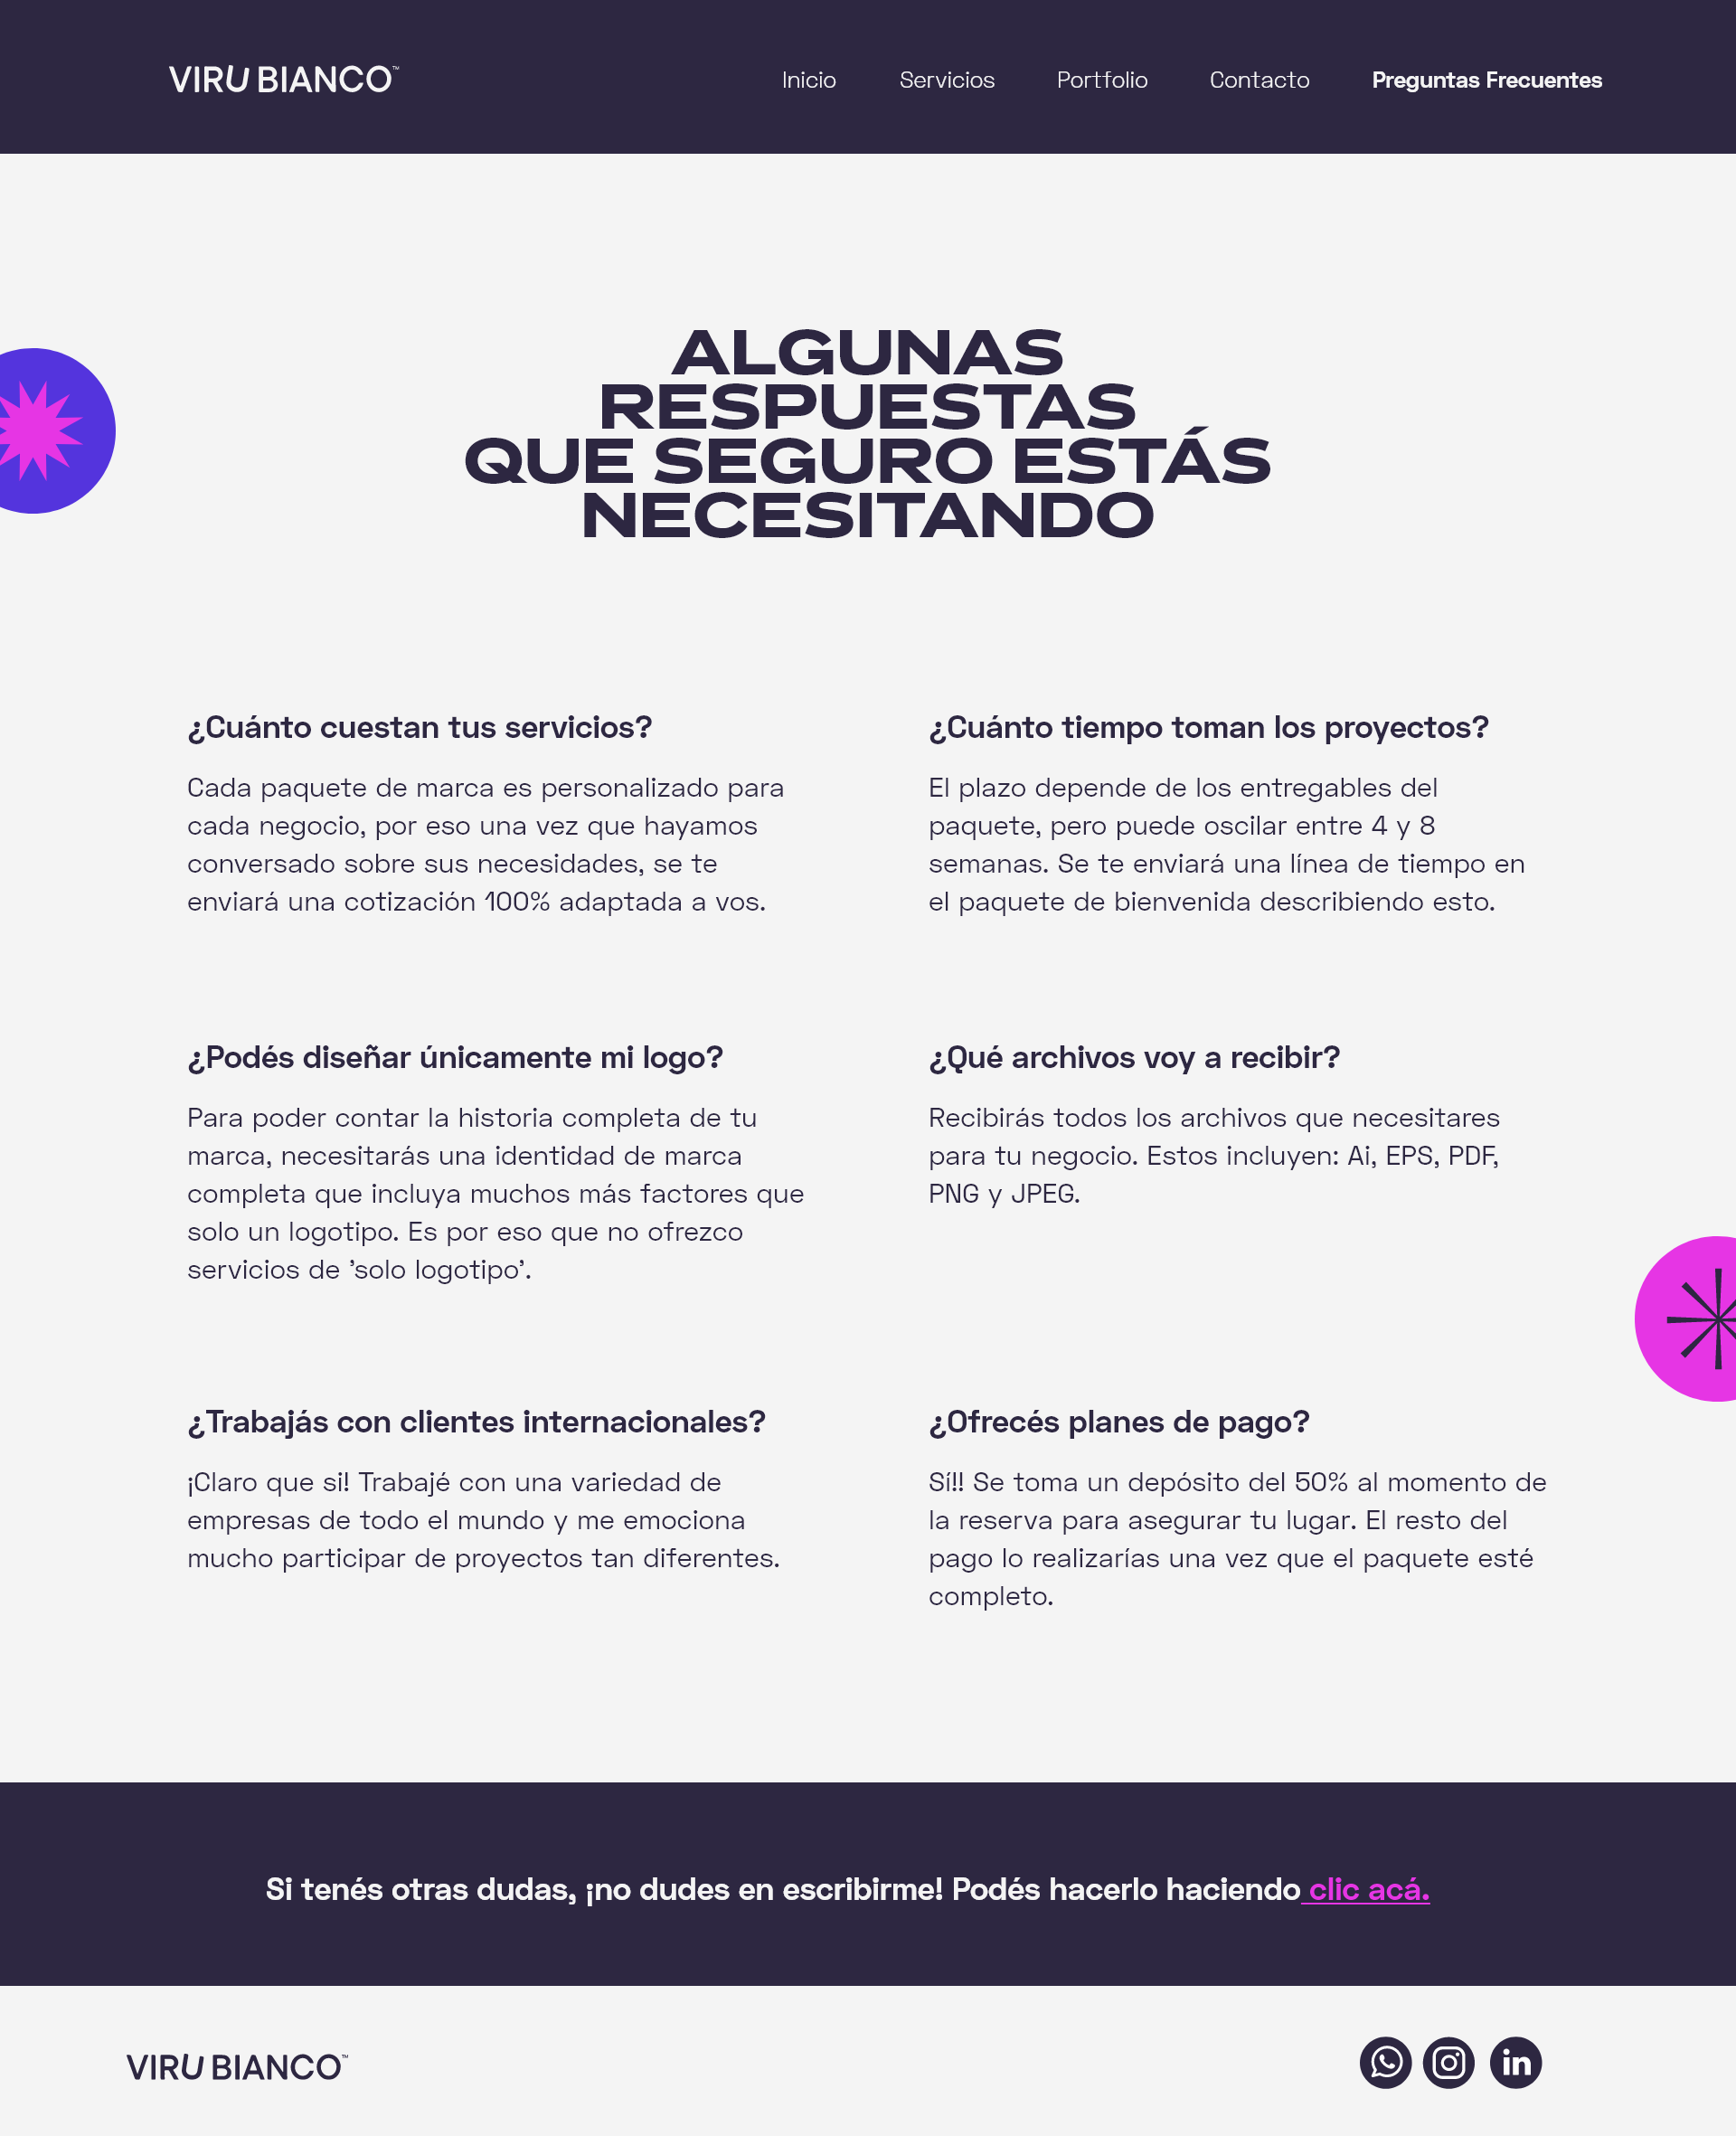 VIRU BIANCO™
Inicio Servicios Portfolio Contacto Preguntas Frecuentes
ALGUNAS
RESPUESTAS
QUE SEGURO ESTÁS
NECESITANDO
¿Cuánto cuestan tus servicios?
Cada paquete de marca es personalizado para
cada negocio, por eso una vez que hayamos
conversado sobre sus necesidades, se te
enviará una cotización 100% adaptada a vos.
¿Cuánto tiempo toman los proyectos?
El plazo depende de los entregables del
paquete, pero puede oscilar entre 4 y 8
semanas. Se te enviará una línea de tiempo en
el paquete de bienvenida describiendo esto.
¿Podés diseñar únicamente mi logo?
Para poder contar la historia completa de tu
marca, necesitarás una identidad de marca
completa que incluya muchos más factores que
solo un logotipo. Es por eso que no ofrezco
servicios de ’solo logotipo’.
¿Qué archivos voy a recibir?
Recibirás todos los archivos que necesitares
para tu negocio. Estos incluyen: Ai, EPS, PDF,
PNG y JPEG.
¿Trabajás con clientes internacionales?
¡Claro que si! Trabajé con una variedad de
empresas de todo el mundo y me emociona
mucho participar de proyectos tan diferentes.
¿Ofrecés planes de pago?
Sí!! Se toma un depósito del 50% al momento de
la reserva para asegurar tu lugar. El resto del
pago lo realizarías una vez que el paquete esté
completo.
Si tenés otras dudas, ¡no dudes en escribirme! Podés hacerlo haciendo clic acá.
VIRU BIANCO™
in